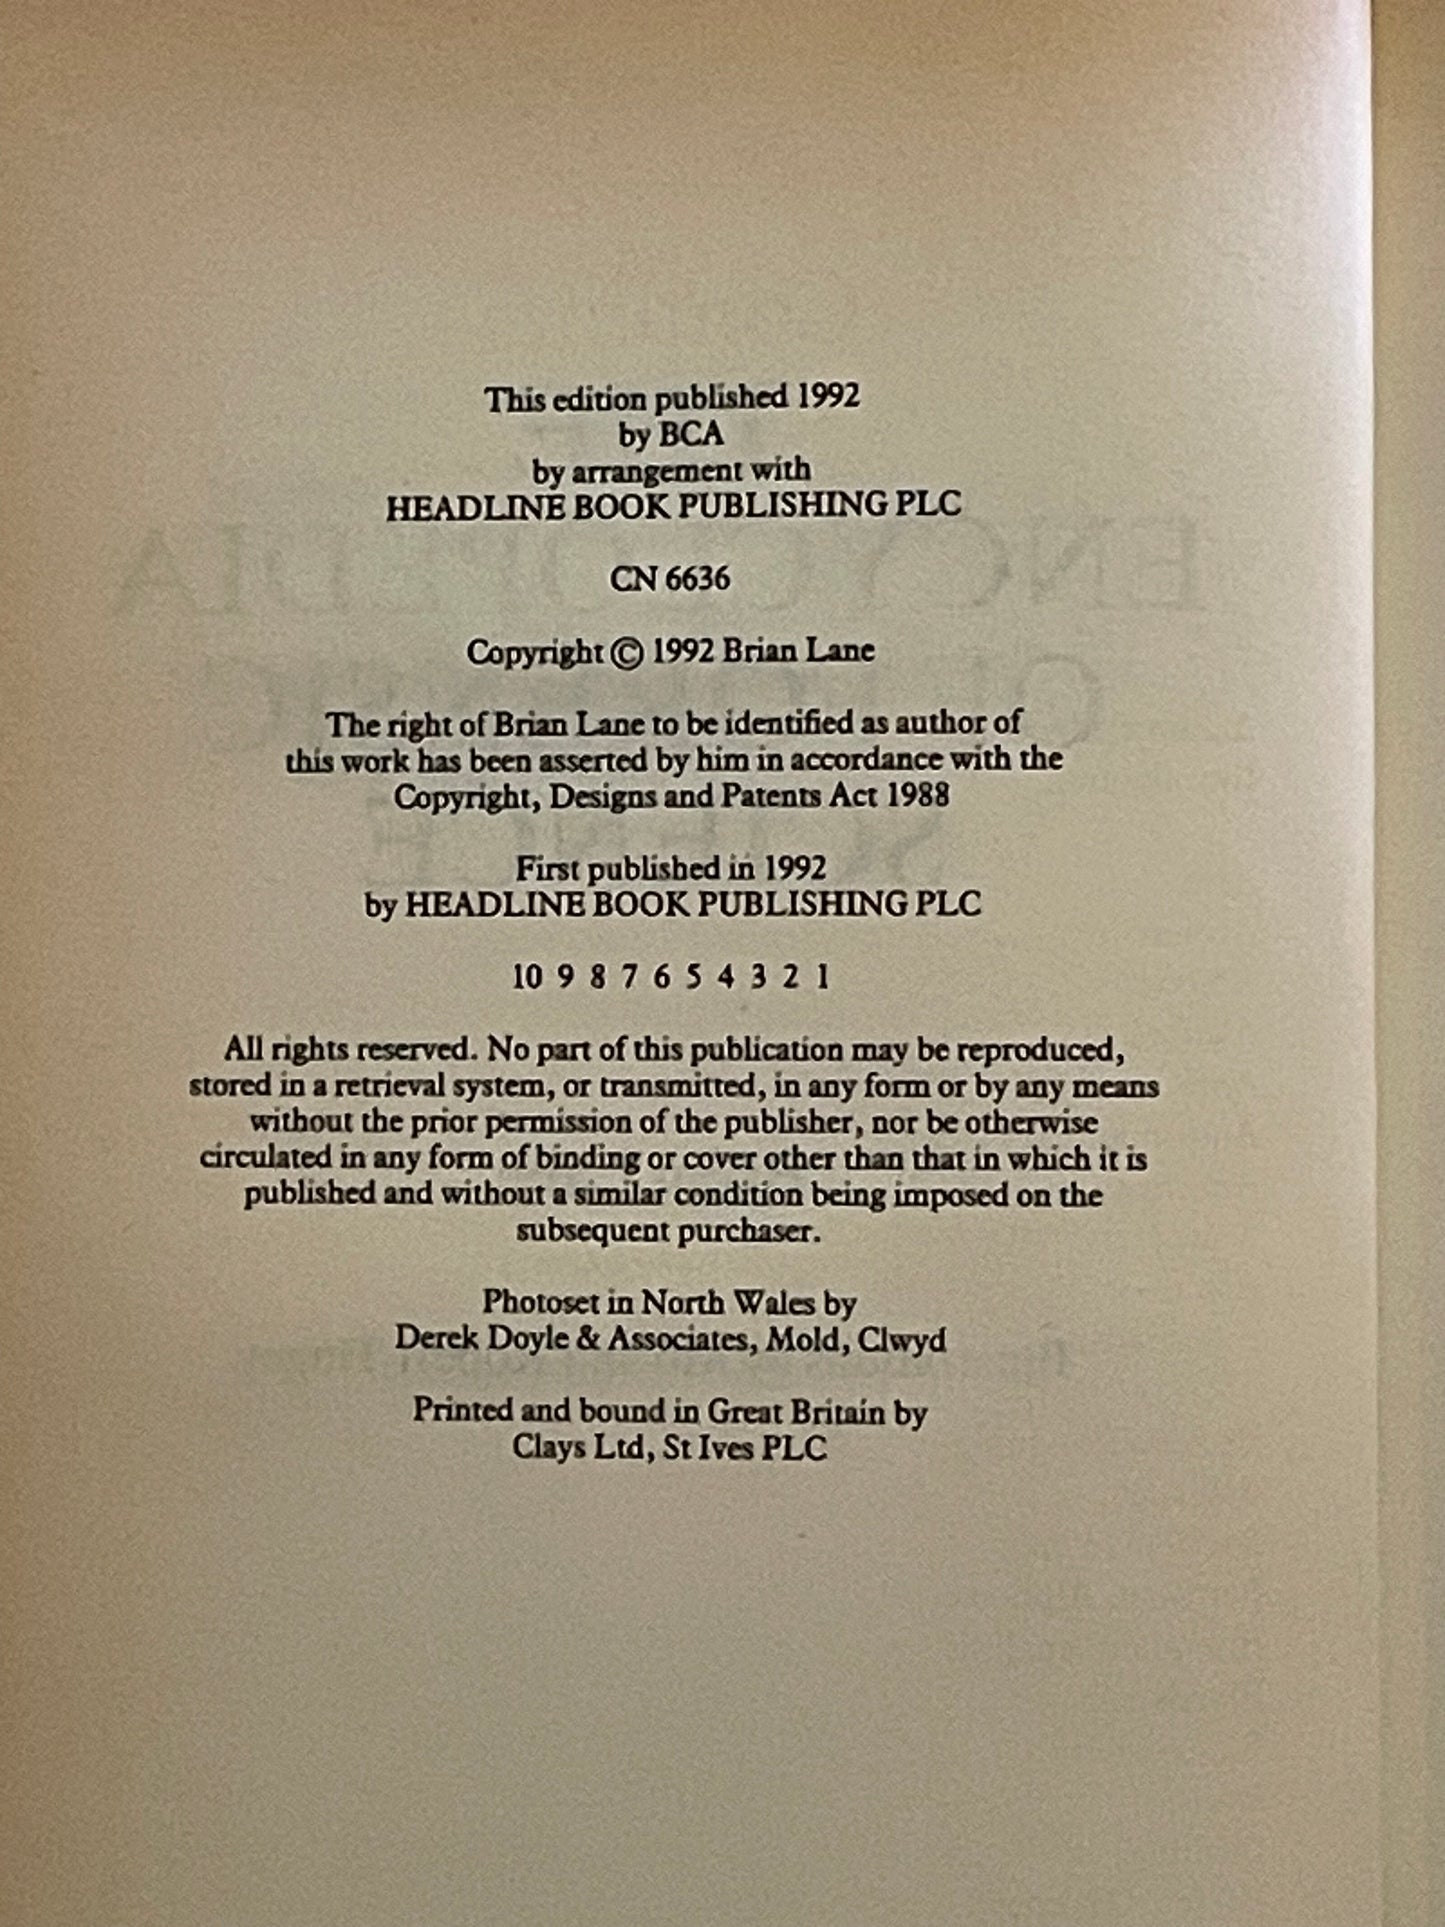 This edition published 1992
by BCA
by arrangement with
HEADLINE BOOK PUBLISHING PLC
CN 6636
Copyright © 1992 Brian Lane
The right of Brian Lane to be identified as author of
this work has been asserted by him in accordance with the
Copyright, Designs and Patents Act 1988
First published in 1992
by HEADLINE BOOK PUBLISHING PLC
10 9 8 7 6 5 4 3 2 1
All rights reserved. No part of this publication may be reproduced,
stored in a retrieval system, or transmitted, in any form or by any means
without the prior permission of the publisher, nor be otherwise
circulated in any form of binding or cover other than that in which it is
published and without a similar condition being imposed on the
subsequent purchaser.
Photoset in North Wales by
Derek Doyle & Associates, Mold, Clwyd
Printed and bound in Great Britain by
Clays Ltd, St Ives PLC